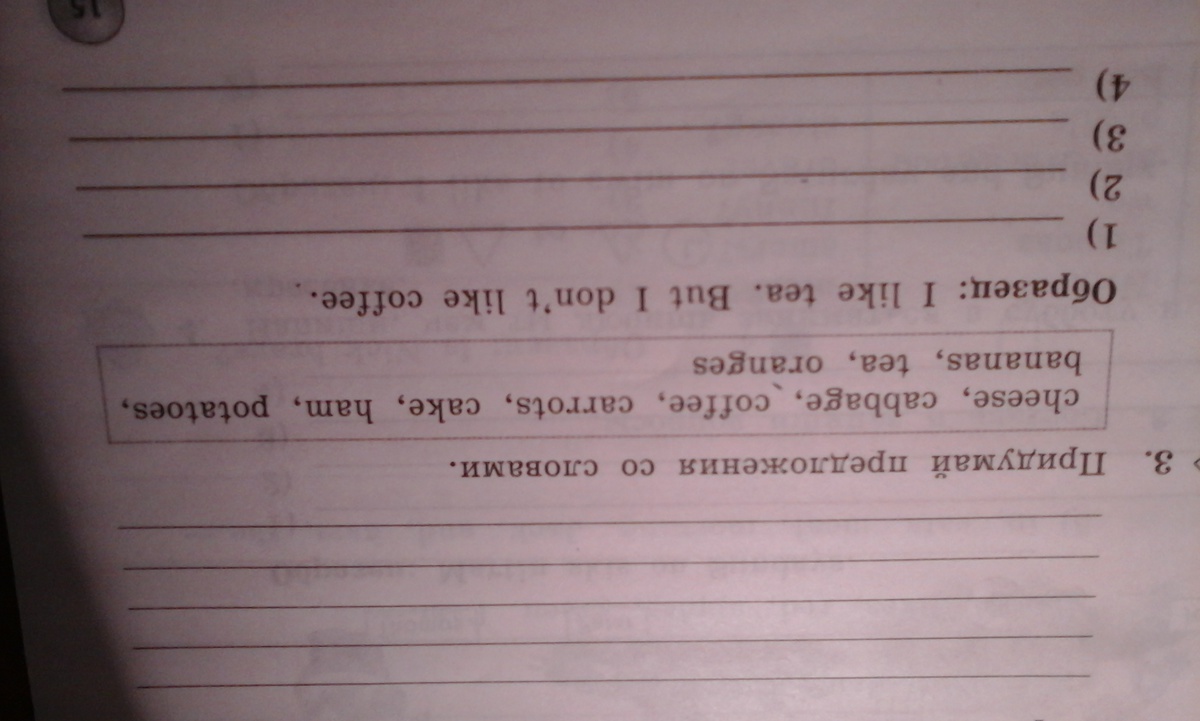 3. Придумай предложения со словами.
cheese, cabbage, coffee, carrots, cake, ham, potatoes,
bananas, tea, oranges
Образец: I like tea. But I don't like coffee.
1)
2)
3)
4)
15